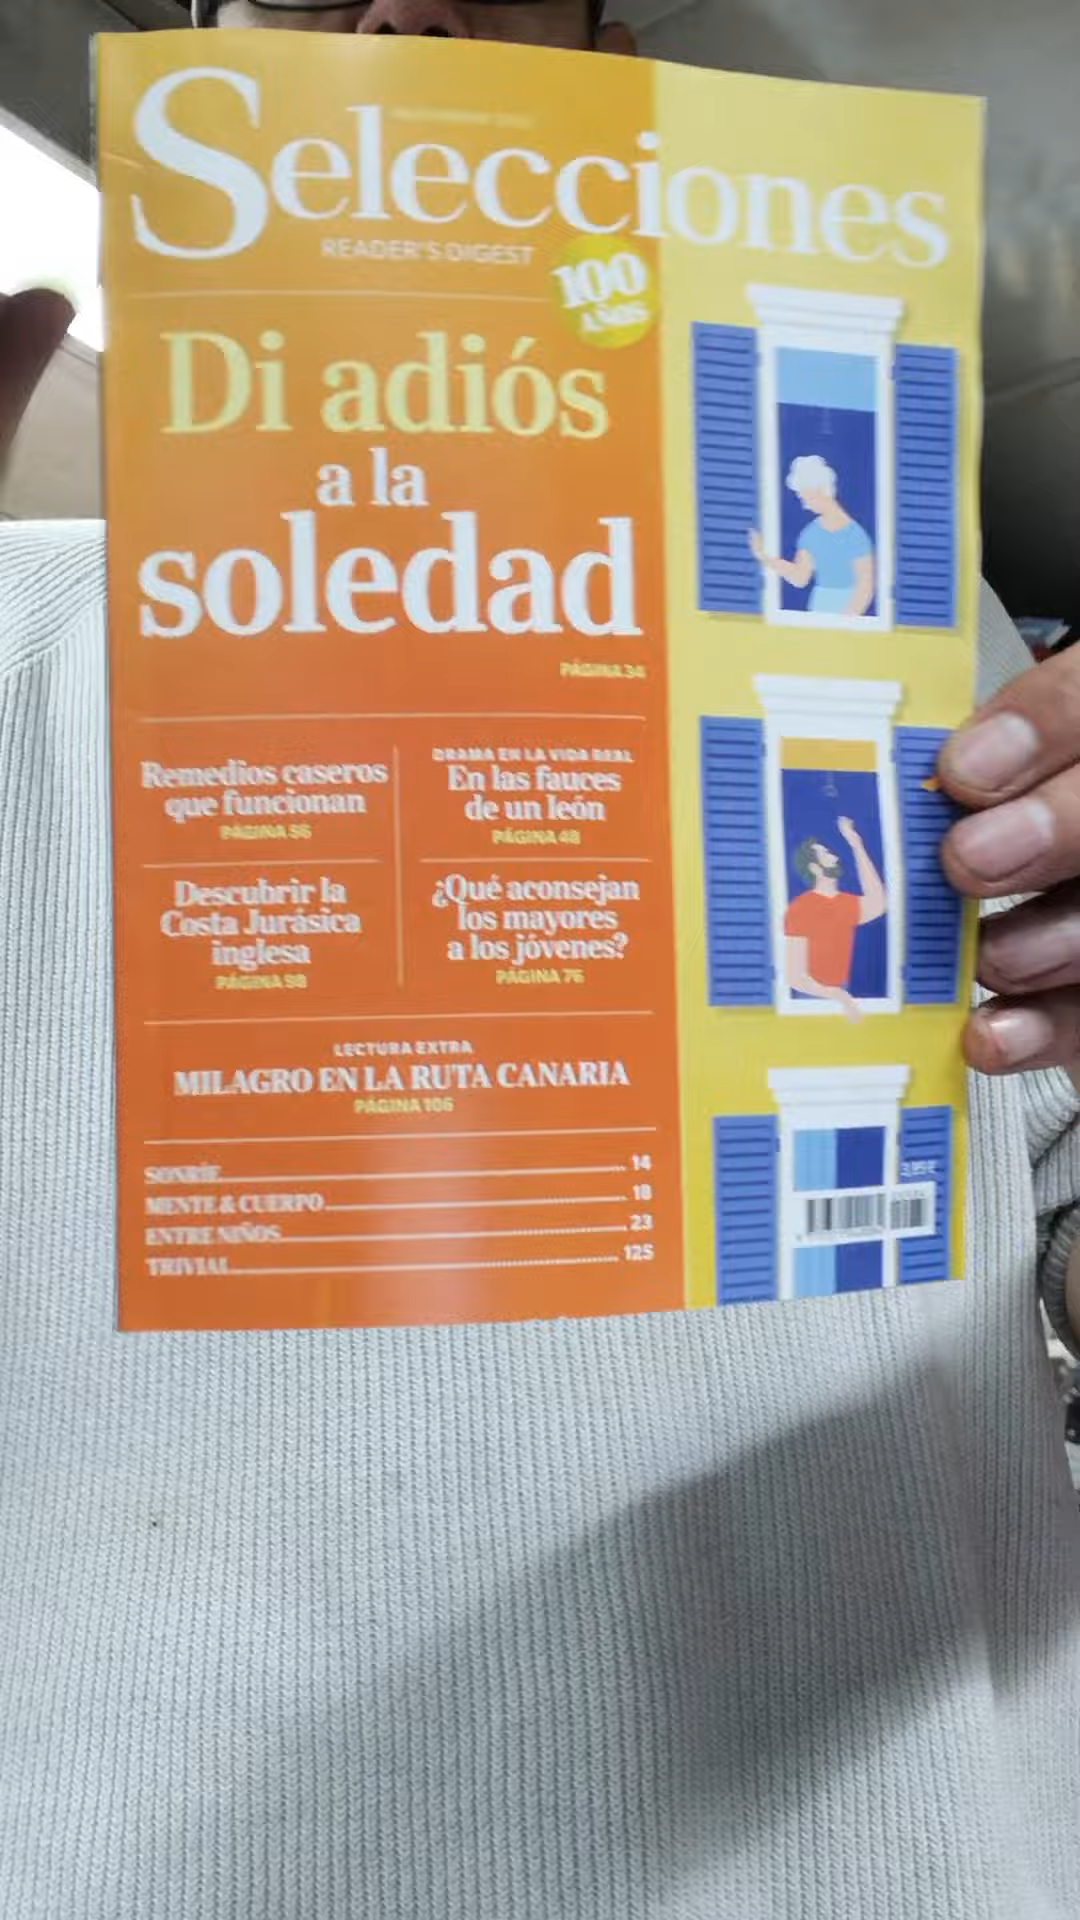 Selecciones
READER'S DIGEST
100
AÑOS
Di adiós
a la
soledad
PÁGINA 34
Remedios caseros
que funcionan
PÁGINA 56
DRAMA EN LA VIDA REAL
En las fauces
de un león
PÁGINA 48
Descubrir la
Costa Jurásica
inglesa
PÁGINA 98
¿Qué aconsejan
los mayores
a los jóvenes?
PÁGINA 76
LECTURA EXTRA
MILAGRO EN LA RUTA CANARIA
PÁGINA 106
SONRÍE 14
MENTE & CUERPO 18
ENTRE NIÑOS 23
TRIVIAL 125
3,95 €